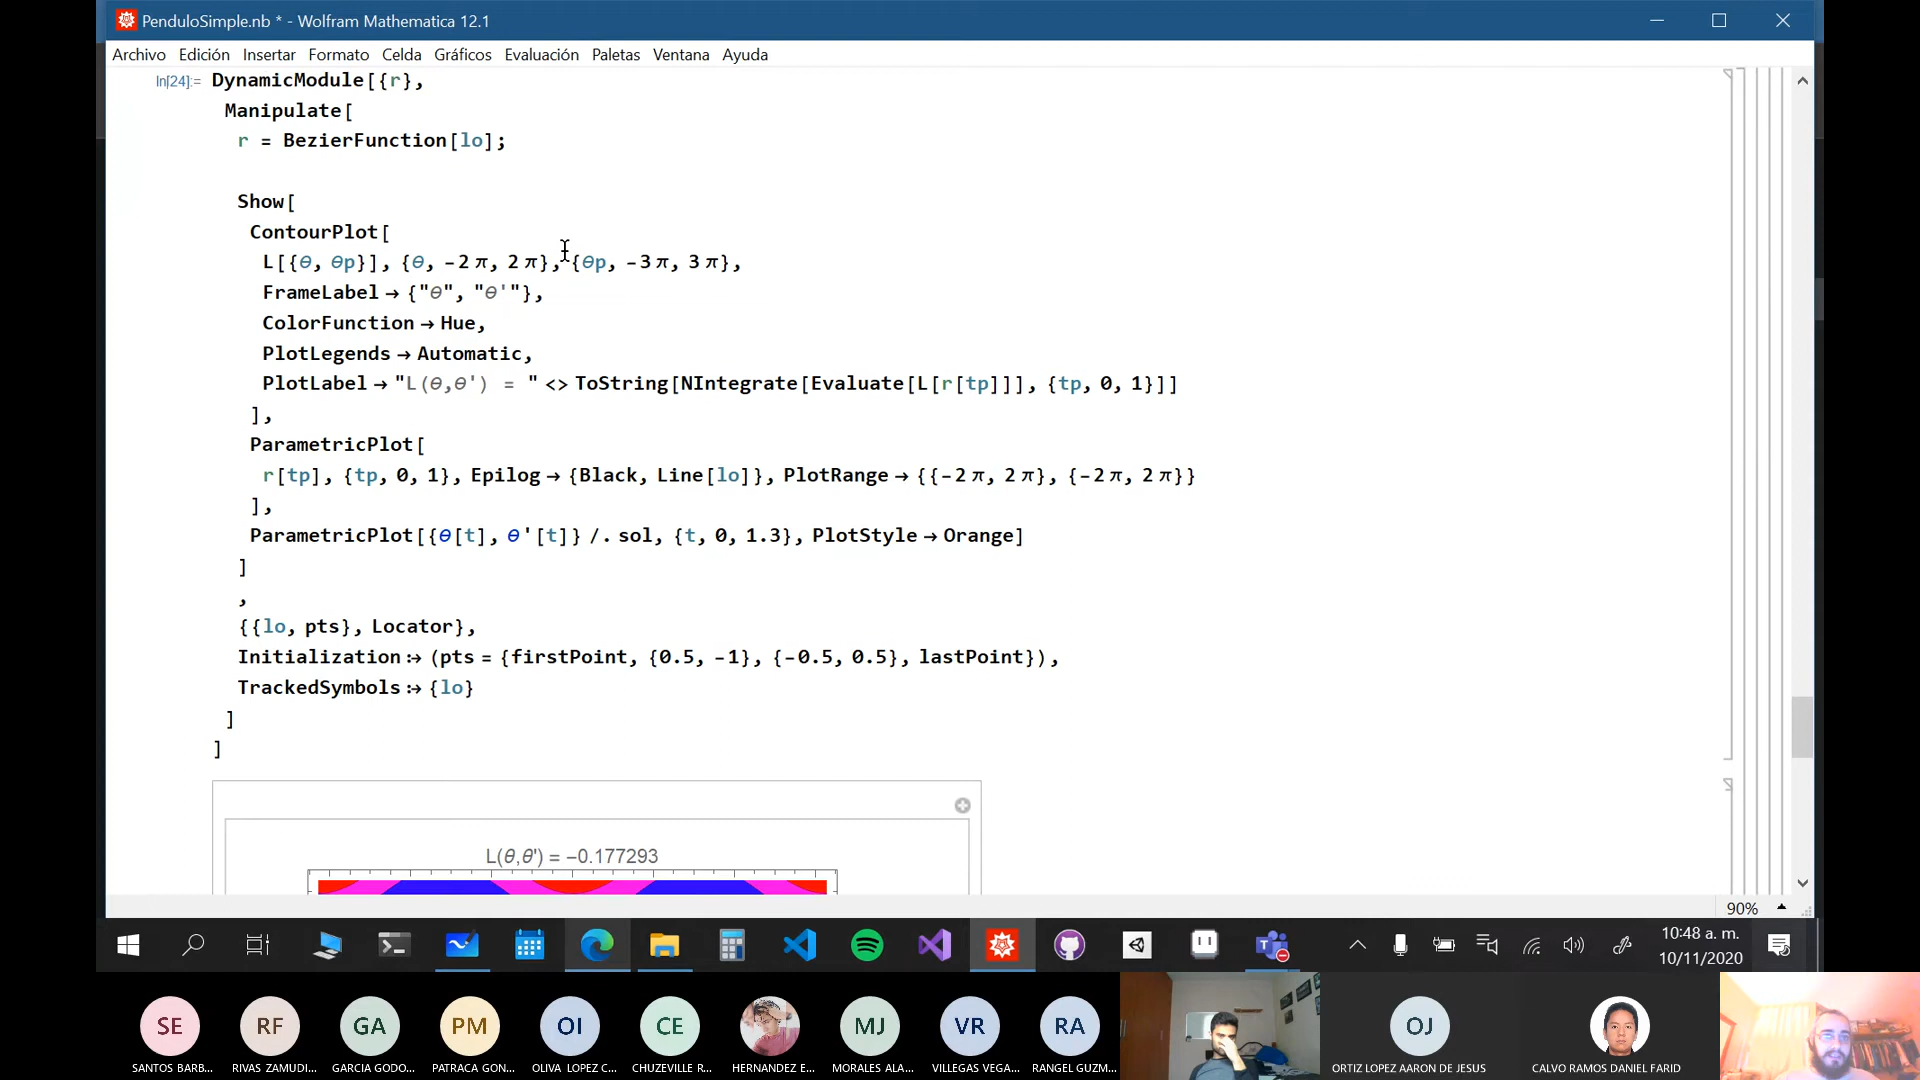 PenduloSimple.nb * - Wolfram Mathematica 12.1
Archivo Edición Insertar Formato Celda Gráficos Evaluación Paletas Ventana Ayuda
In[24]:= DynamicModule[{r},
Manipulate[
r = BezierFunction[lo];
Show[
ContourPlot[
L[{θ, θp}], {θ, -2 π, 2 π}, {θp, -3 π, 3 π},
FrameLabel → {"θ", "θ'"},
ColorFunction → Hue,
PlotLegends → Automatic,
PlotLabel → "L(θ,θ') = " <> ToString[NIntegrate[Evaluate[L[r[tp]]], {tp, 0, 1}]]
],
ParametricPlot[
r[tp], {tp, 0, 1}, Epilog → {Black, Line[lo]}, PlotRange → {{-2 π, 2 π}, {-2 π, 2 π}}
],
ParametricPlot[{θ[t], θ'[t]} /. sol, {t, 0, 1.3}, PlotStyle → Orange]
]
,
{{lo, pts}, Locator},
Initialization :> (pts = {firstPoint, {0.5, -1}, {-0.5, 0.5}, lastPoint}),
TrackedSymbols :> {lo}
]
]
L(θ,θ') = -0.177293
90%
10:48 a. m.
10/11/2020
SE RF GA PM OI CE MJ VR RA OJ
SANTOS BARB... RIVAS ZAMUDI... GARCIA GODO... PATRACA GON... OLIVA LOPEZ C... CHUZEVILLE R... HERNANDEZ E... MORALES ALA... VILLEGAS VEGA... RANGEL GUZM... ORTIZ LOPEZ AARON DE JESUS CALVO RAMOS DANIEL FARID